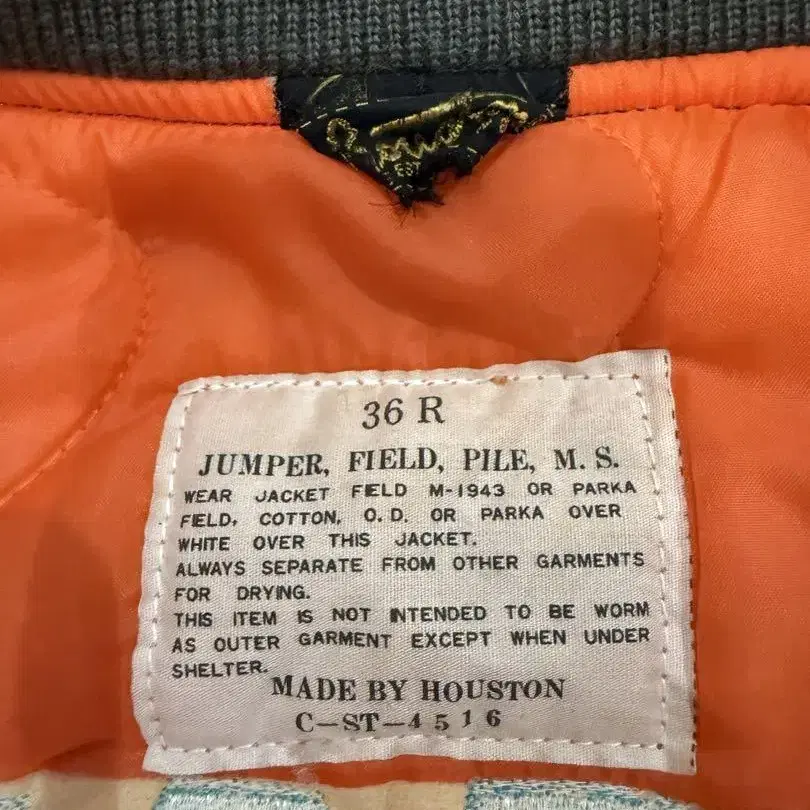 EST
36 R
JUMPER, FIELD, PILE, M. S.
WEAR JACKET FIELD M-1943 OR PARKA
FIELD, COTTON, O. D. OR PARKA OVER
WHITE OVER THIS JACKET.
ALWAYS SEPARATE FROM OTHER GARMENTS
FOR DRYING.
THIS ITEM IS NOT INTENDED TO BE WORM
AS OUTER GARMENT EXCEPT WHEN UNDER
SHELTER.
MADE BY HOUSTON
C-ST-4516